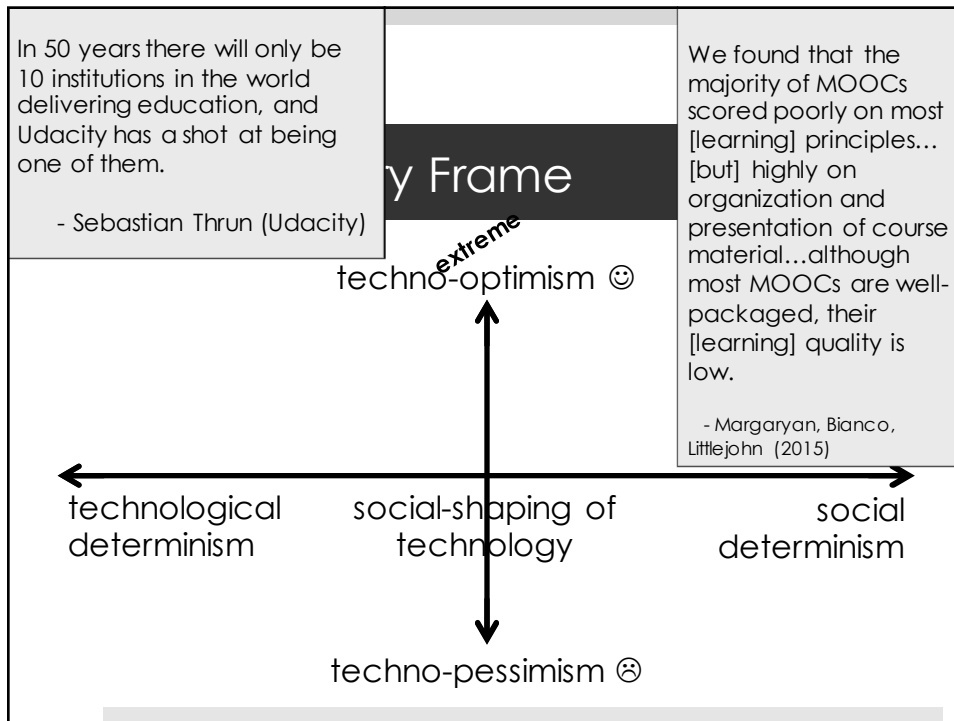 In 50 years there will only be
10 institutions in the world
delivering education, and
Udacity has a shot at being
one of them.
- Sebastian Thrun (Udacity)
We found that the
majority of MOOCs
scored poorly on most
[learning] principles…
[but] highly on
organization and
presentation of course
material…although
most MOOCs are well-
packaged, their
[learning] quality is
low.
- Margaryan, Bianco,
Littlejohn (2015)
y Frame
extreme
techno-optimism ☺
technological
determinism
social-shaping of
technology
social
determinism
techno-pessimism ☹